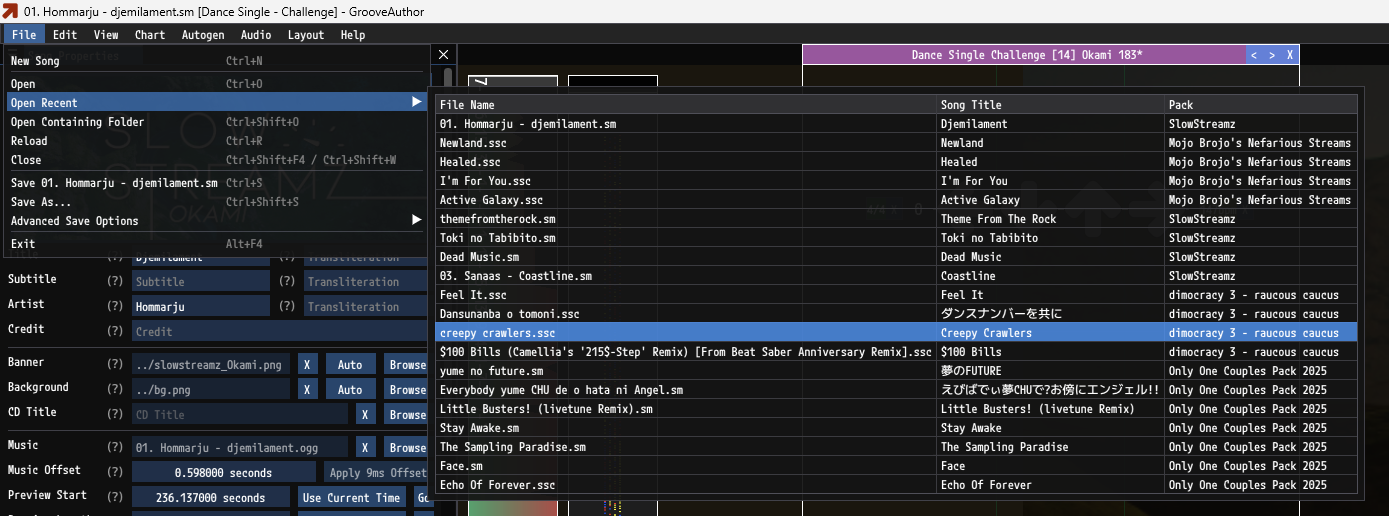 01. Hommarju - djemilament.sm [Dance Single - Challenge] - GrooveAuthor
File Edit View Chart Autogen Audio Layout Help
Dance Single Challenge [14] Okami 183* < > X
New Song Ctrl+N
Open Ctrl+O
Open Recent
Open Containing Folder Ctrl+Shift+O
Reload Ctrl+R
Close Ctrl+Shift+F4 / Ctrl+Shift+W
Save 01. Hommarju - djemilament.sm Ctrl+S
Save As... Ctrl+Shift+S
Advanced Save Options
Exit Alt+F4
SLOW
STREAMZ
OKAMI
File Name Song Title Pack
01. Hommarju - djemilament.sm Djemilament SlowStreamz
Newland.ssc Newland Mojo Brojo's Nefarious Streams
Healed.ssc Healed Mojo Brojo's Nefarious Streams
I'm For You.ssc I'm For You Mojo Brojo's Nefarious Streams
Active Galaxy.ssc Active Galaxy Mojo Brojo's Nefarious Streams
themefromtherock.sm Theme From The Rock SlowStreamz
Toki no Tabibito.sm Toki no Tabibito SlowStreamz
Dead Music.sm Dead Music SlowStreamz
03. Sanaas - Coastline.sm Coastline SlowStreamz
Feel It.ssc Feel It dimocracy 3 - raucous caucus
Dansunanba o tomoni.ssc ダンスナンバーを共に dimocracy 3 - raucous caucus
creepy crawlers.ssc Creepy Crawlers dimocracy 3 - raucous caucus
$100 Bills (Camellia's '215$-Step' Remix) [From Beat Saber Anniversary Remix].ssc $100 Bills dimocracy 3 - raucous caucus
yume no future.sm 夢のFUTURE Only One Couples Pack 2025
Everybody yume CHU de o hata ni Angel.sm えびばでぃ夢CHUで?お傍にエンジェル!! Only One Couples Pack 2025
Little Busters! (livetune Remix).sm Little Busters! (livetune Remix) Only One Couples Pack 2025
Stay Awake.sm Stay Awake Only One Couples Pack 2025
The Sampling Paradise.sm The Sampling Paradise Only One Couples Pack 2025
Face.sm Face Only One Couples Pack 2025
Echo Of Forever.ssc Echo Of Forever Only One Couples Pack 2025
Title (?) Djemilament (?) Transliteration
Subtitle (?) Subtitle (?) Transliteration
Artist (?) Hommarju (?) Transliteration
Credit (?) Credit
Banner (?) ../slowstreamz_Okami.png X Auto Browse
Background (?) ../bg.png X Auto Browse
CD Title (?) CD Title X Browse
Music (?) 01. Hommarju - djemilament.ogg X Browse
Music Offset (?) 0.598000 seconds Apply 9ms Offset
Preview Start (?) 236.137000 seconds Use Current Time Go